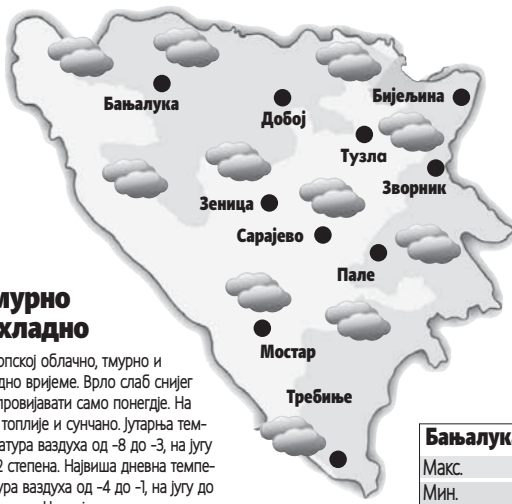 Бањалука
Добој
Бијељина
Тузла
Зворник
Зеница
Сарајево
Пале
Мостар
Требиње
мурно
хладно
рпској облачно, тмурно и
дно вријеме. Врло слаб снијег
провијавати само понегдје. На
топлије и сунчано. Јутарња тем-
атура ваздуха од -8 до -3, на југу
2 степена. Највиша дневна темпе-
ура ваздуха од -4 до -1, на југу до
Бањалука
Макс.
Мин.